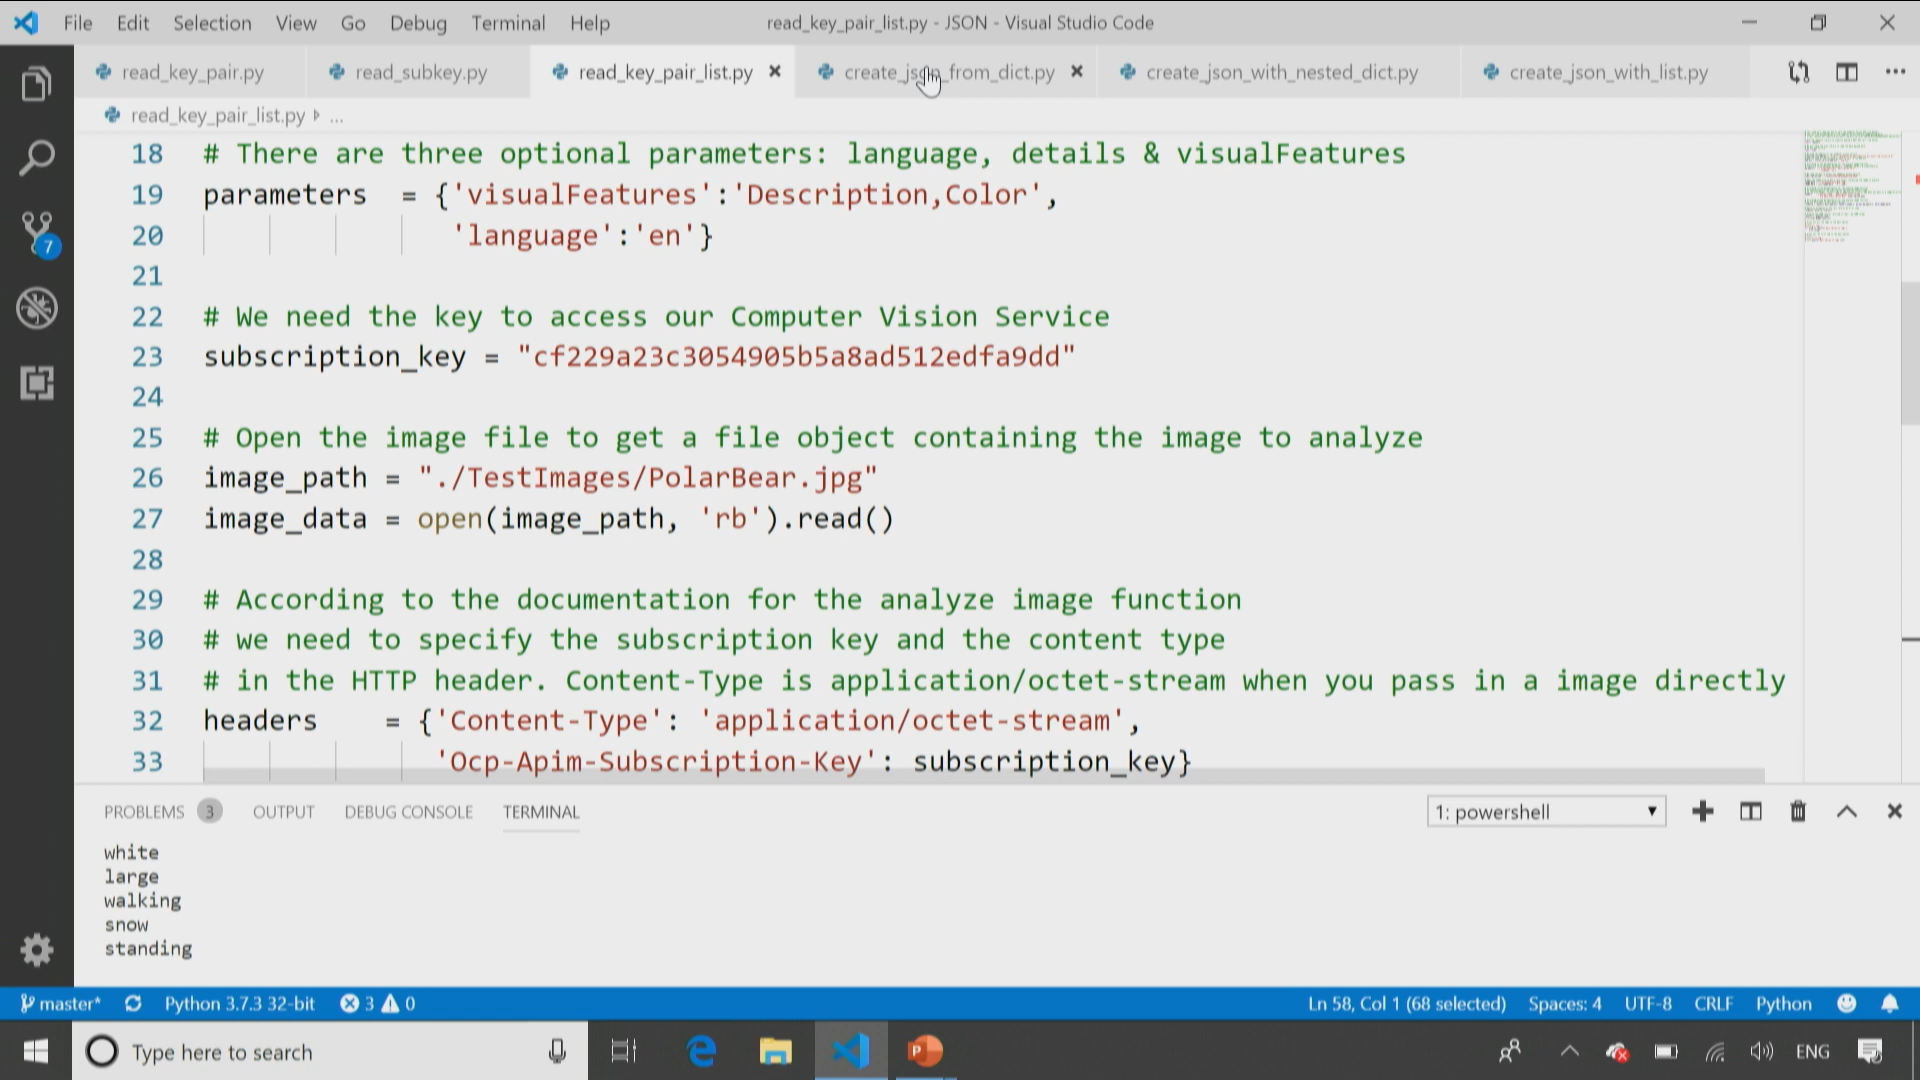 File Edit Selection View Go Debug Terminal Help
read_key_pair_list.py - JSON - Visual Studio Code
read_key_pair.py
read_subkey.py
read_key_pair_list.py
create_json_from_dict.py
create_json_with_nested_dict.py
create_json_with_list.py
read_key_pair_list.py ...
18 # There are three optional parameters: language, details & visualFeatures
19 parameters = {'visualFeatures':'Description,Color',
20 'language':'en'}
21
22 # We need the key to access our Computer Vision Service
23 subscription_key = "cf229a23c3054905b5a8ad512edfa9dd"
24
25 # Open the image file to get a file object containing the image to analyze
26 image_path = "./TestImages/PolarBear.jpg"
27 image_data = open(image_path, 'rb').read()
28
29 # According to the documentation for the analyze image function
30 # we need to specify the subscription key and the content type
31 # in the HTTP header. Content-Type is application/octet-stream when you pass in a image directly
32 headers = {'Content-Type': 'application/octet-stream',
33 'Ocp-Apim-Subscription-Key': subscription_key}
7
PROBLEMS 3 OUTPUT DEBUG CONSOLE TERMINAL
1: powershell
white
large
walking
snow
standing
master* Python 3.7.3 32-bit 3 0
Ln 58, Col 1 (68 selected) Spaces: 4 UTF-8 CRLF Python
Type here to search
P
ENG